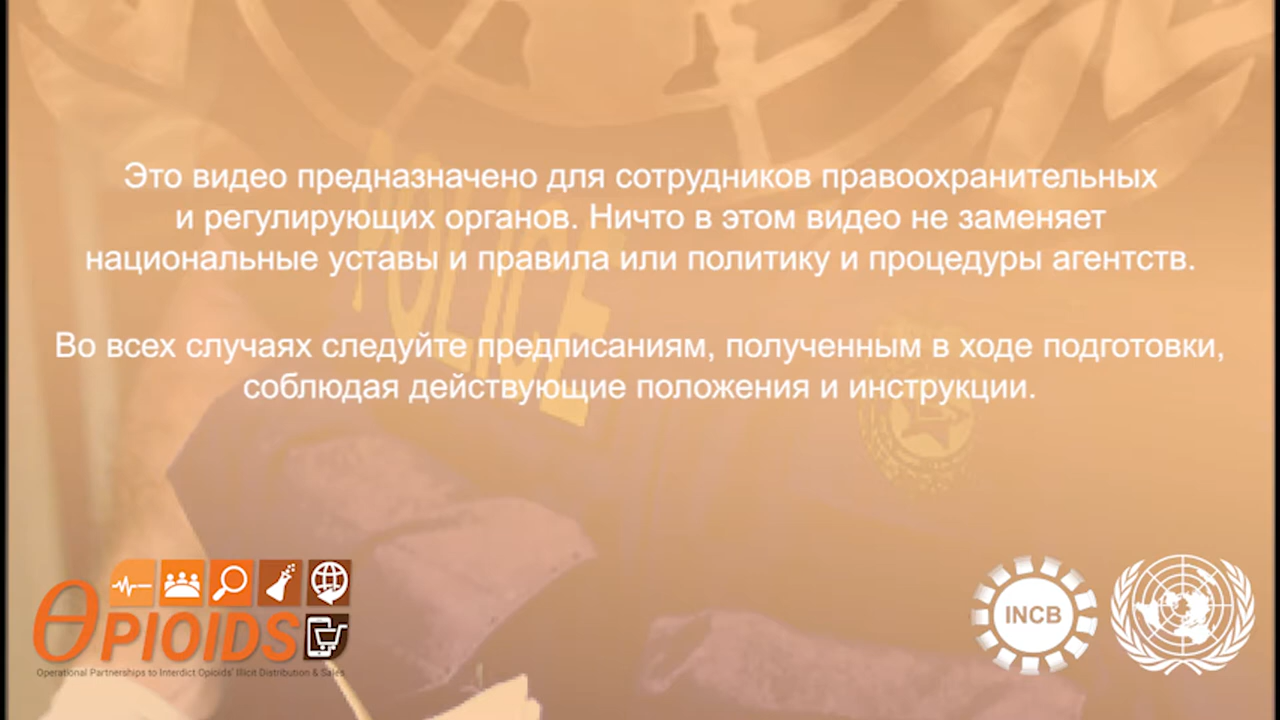 Это видео предназначено для сотрудников правоохранительных
и регулирующих органов. Ничто в этом видео не заменяет
национальные уставы и правила или политику и процедуры агентств.
Во всех случаях следуйте предписаниям, полученным в ходе подготовки,
соблюдая действующие положения и инструкции.
POLICE
OPIOIDS
Operational Partnerships to Interdict Opioids' Illicit Distribution & Sales
INCB